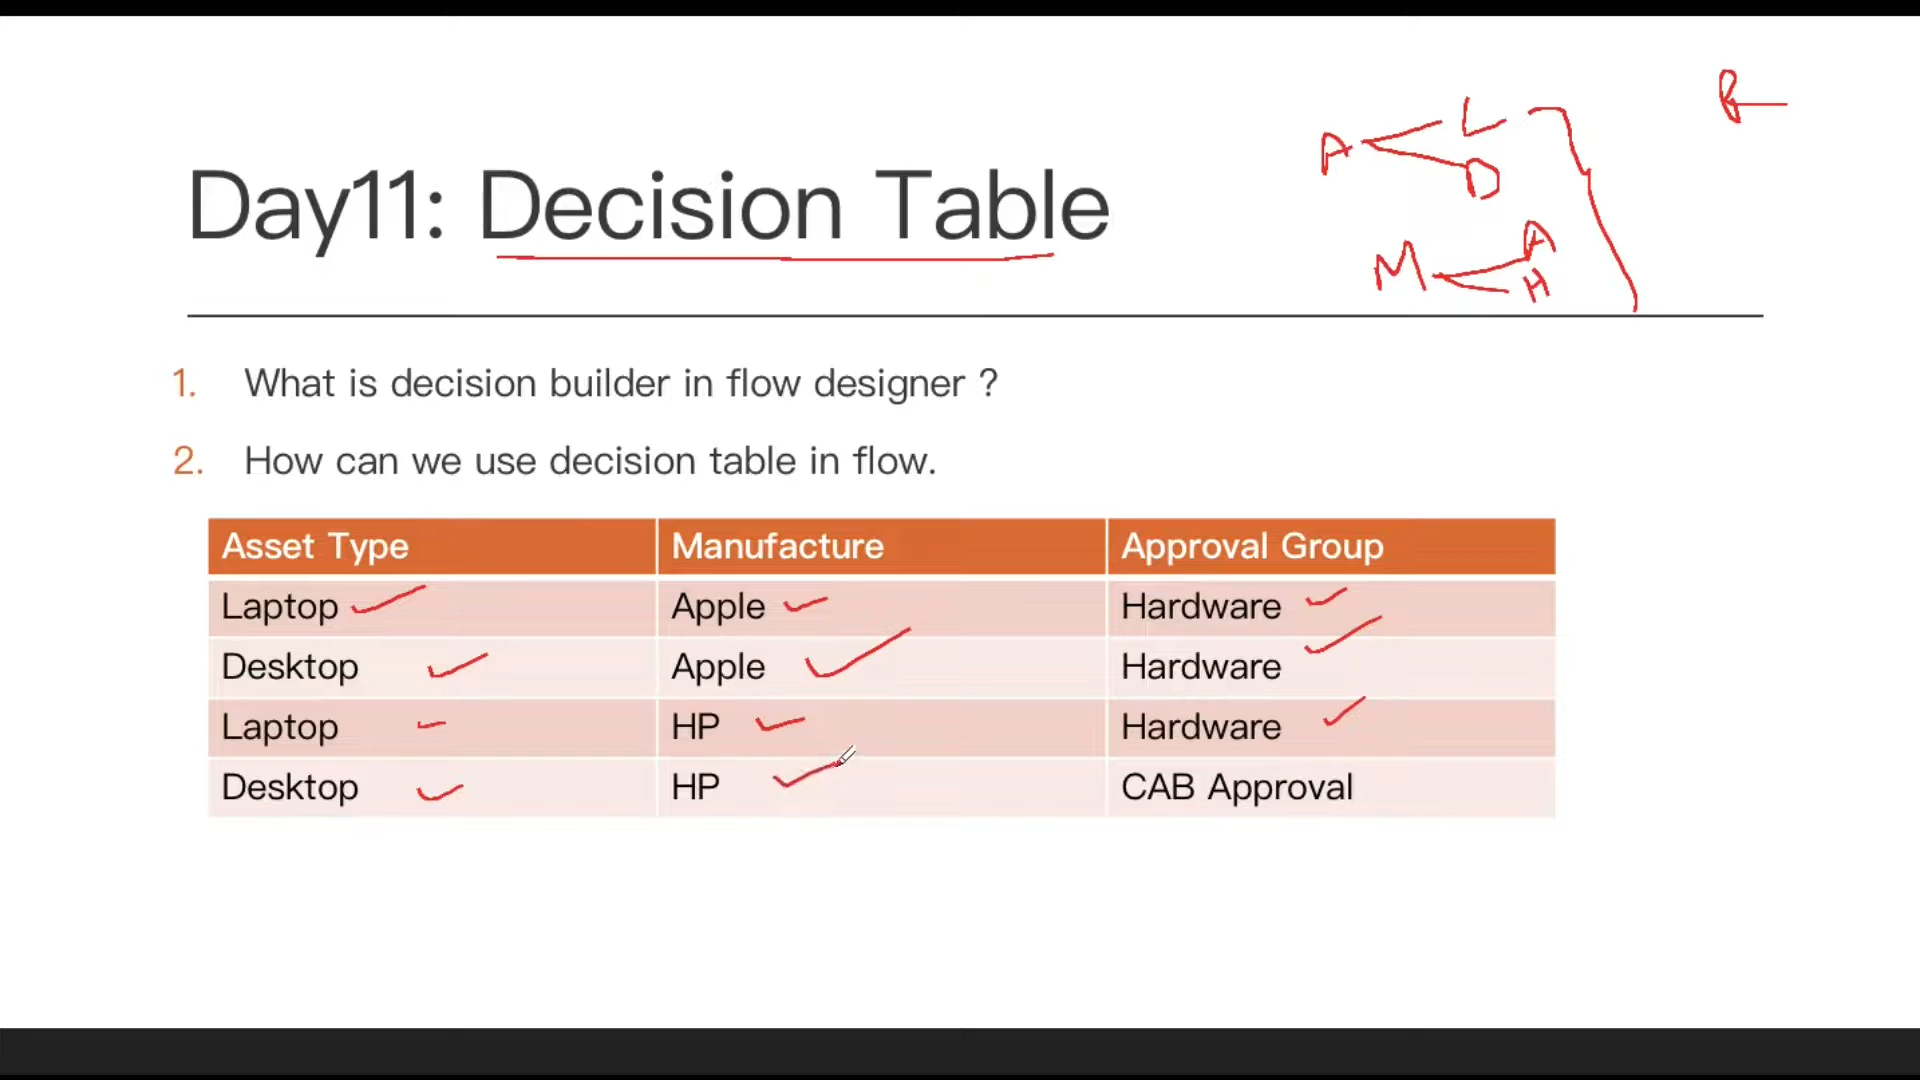 Day11: Decision Table
A
L
D
M
A
H
1. What is decision builder in flow designer ?
2. How can we use decision table in flow.
Asset Type Manufacture Approval Group
Laptop Apple Hardware
Desktop Apple Hardware
Laptop HP Hardware
Desktop HP CAB Approval